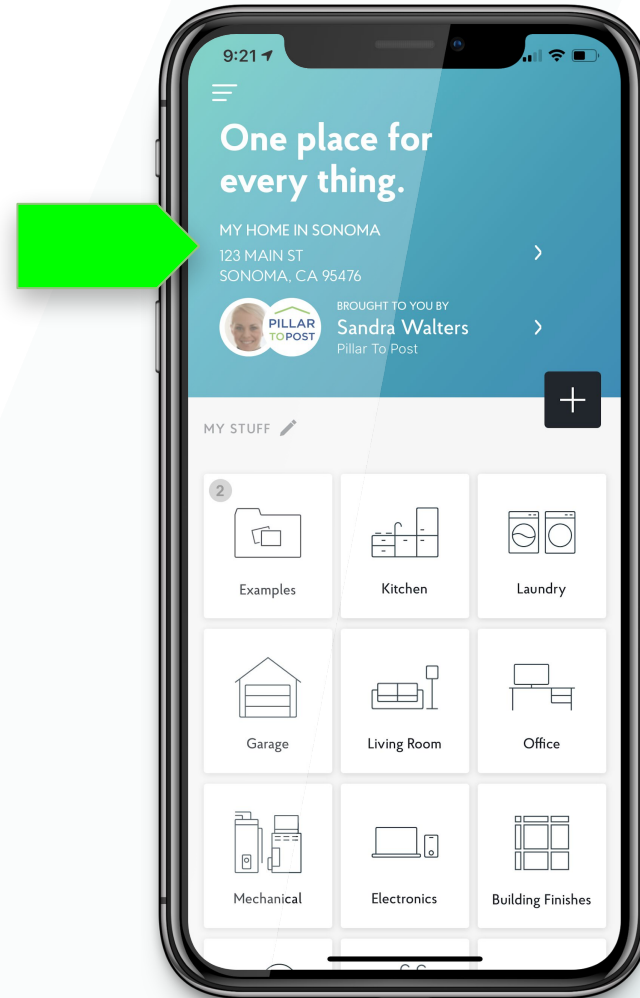 9:21
One place for
every thing.
MY HOME IN SONOMA
123 MAIN ST
SONOMA, CA 95476
PILLAR
TO POST
BROUGHT TO YOU BY
Sandra Walters
Pillar To Post
MY STUFF
2
Examples
Kitchen
Laundry
Garage
Living Room
Office
Mechanical
Electronics
Building Finishes